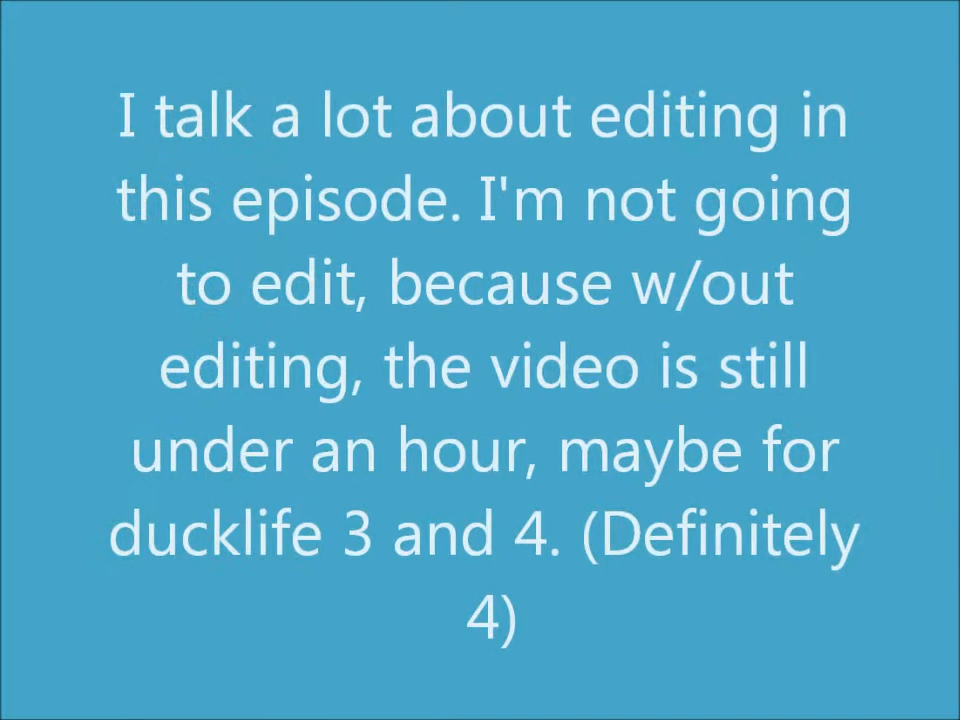 I talk a lot about editing in
this episode. I'm not going
to edit, because w/out
editing, the video is still
under an hour, maybe for
ducklife 3 and 4. (Definitely
4)